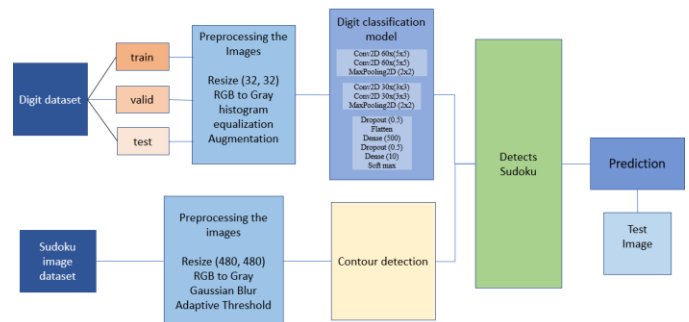 Digit dataset
train
valid
test
Preprocessing the
Images
Resize (32, 32)
RGB to Gray
histogram
equalization
Augmentation
Digit classification
model
Conv2D 60x(5x5)
Conv2D 60x(5x5)
MaxPooling2D (2x2)
Conv2D 30x(3x3)
Conv2D 30x(3x3)
MaxPooling2D (2x2)
Dropout (0.5)
Flatten
Dense (500)
Dropout (0.5)
Dense (10)
Soft max
Detects
Sudoku
Prediction
Test
Image
Sudoku
image
dataset
Preprocessing the
images
Resize (480, 480)
RGB to Gray
Gaussian Blur
Adaptive Threshold
Contour detection